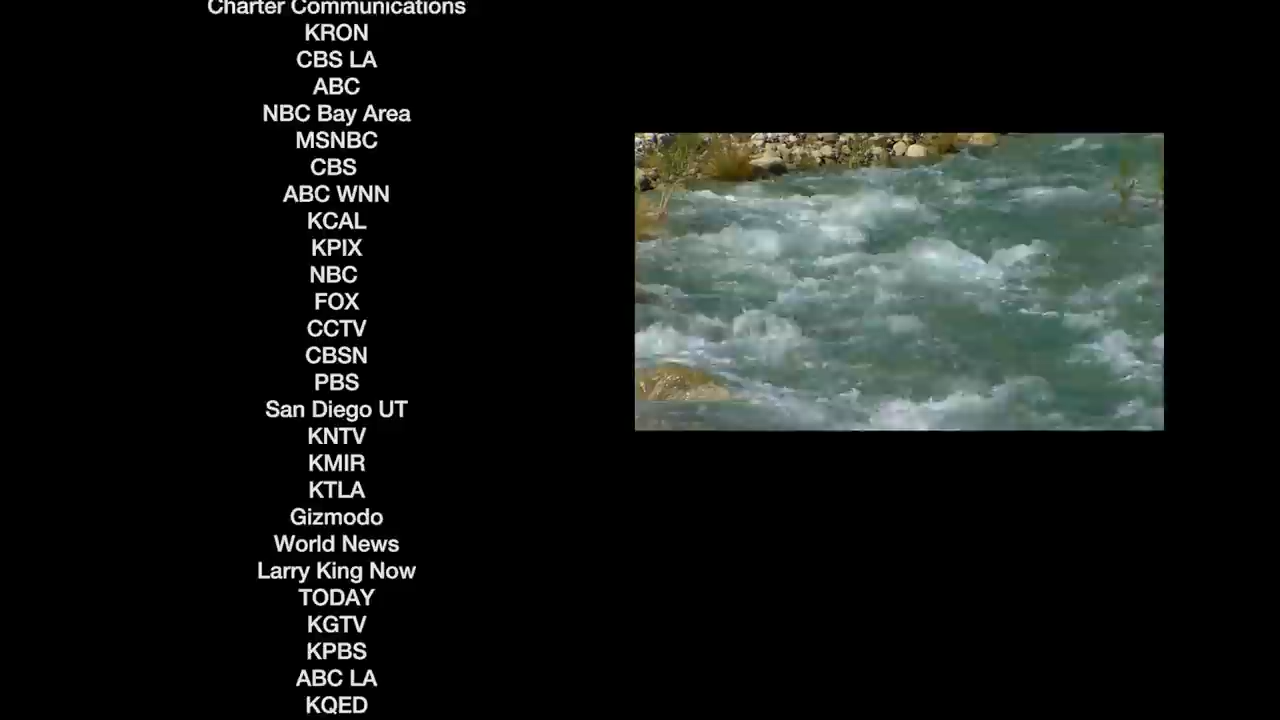 Charter Communications
KRON
CBS LA
ABC
NBC Bay Area
MSNBC
CBS
ABC WNN
KCAL
KPIX
NBC
FOX
CCTV
CBSN
PBS
San Diego UT
KNTV
KMIR
KTLA
Gizmodo
World News
Larry King Now
TODAY
KGTV
KPBS
ABC LA
KQED